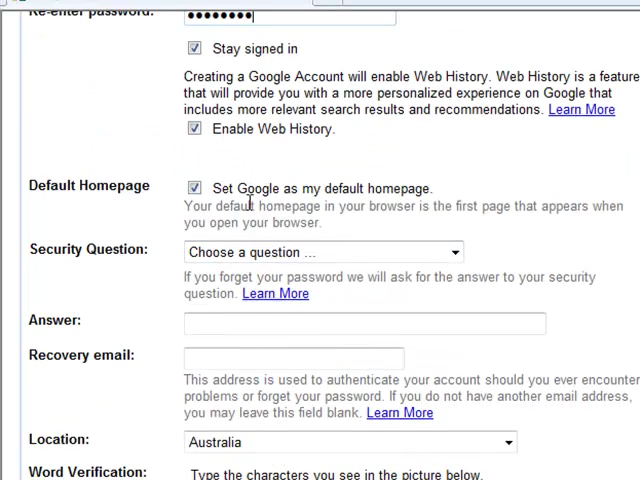 Re-enter password:
Stay signed in
Creating a Google Account will enable Web History. Web History is a feature
that will provide you with a more personalized experience on Google that
includes more relevant search results and recommendations. Learn More
Enable Web History.
Default Homepage
Set Google as my default homepage.
Your default homepage in your browser is the first page that appears when
you open your browser.
Security Question:
Choose a question ...
If you forget your password we will ask for the answer to your security
question. Learn More
Answer:
Recovery email:
This address is used to authenticate your account should you ever encounter
problems or forget your password. If you do not have another email address,
you may leave this field blank. Learn More
Location:
Australia
Word Verification:
Type the characters you see in the picture below.